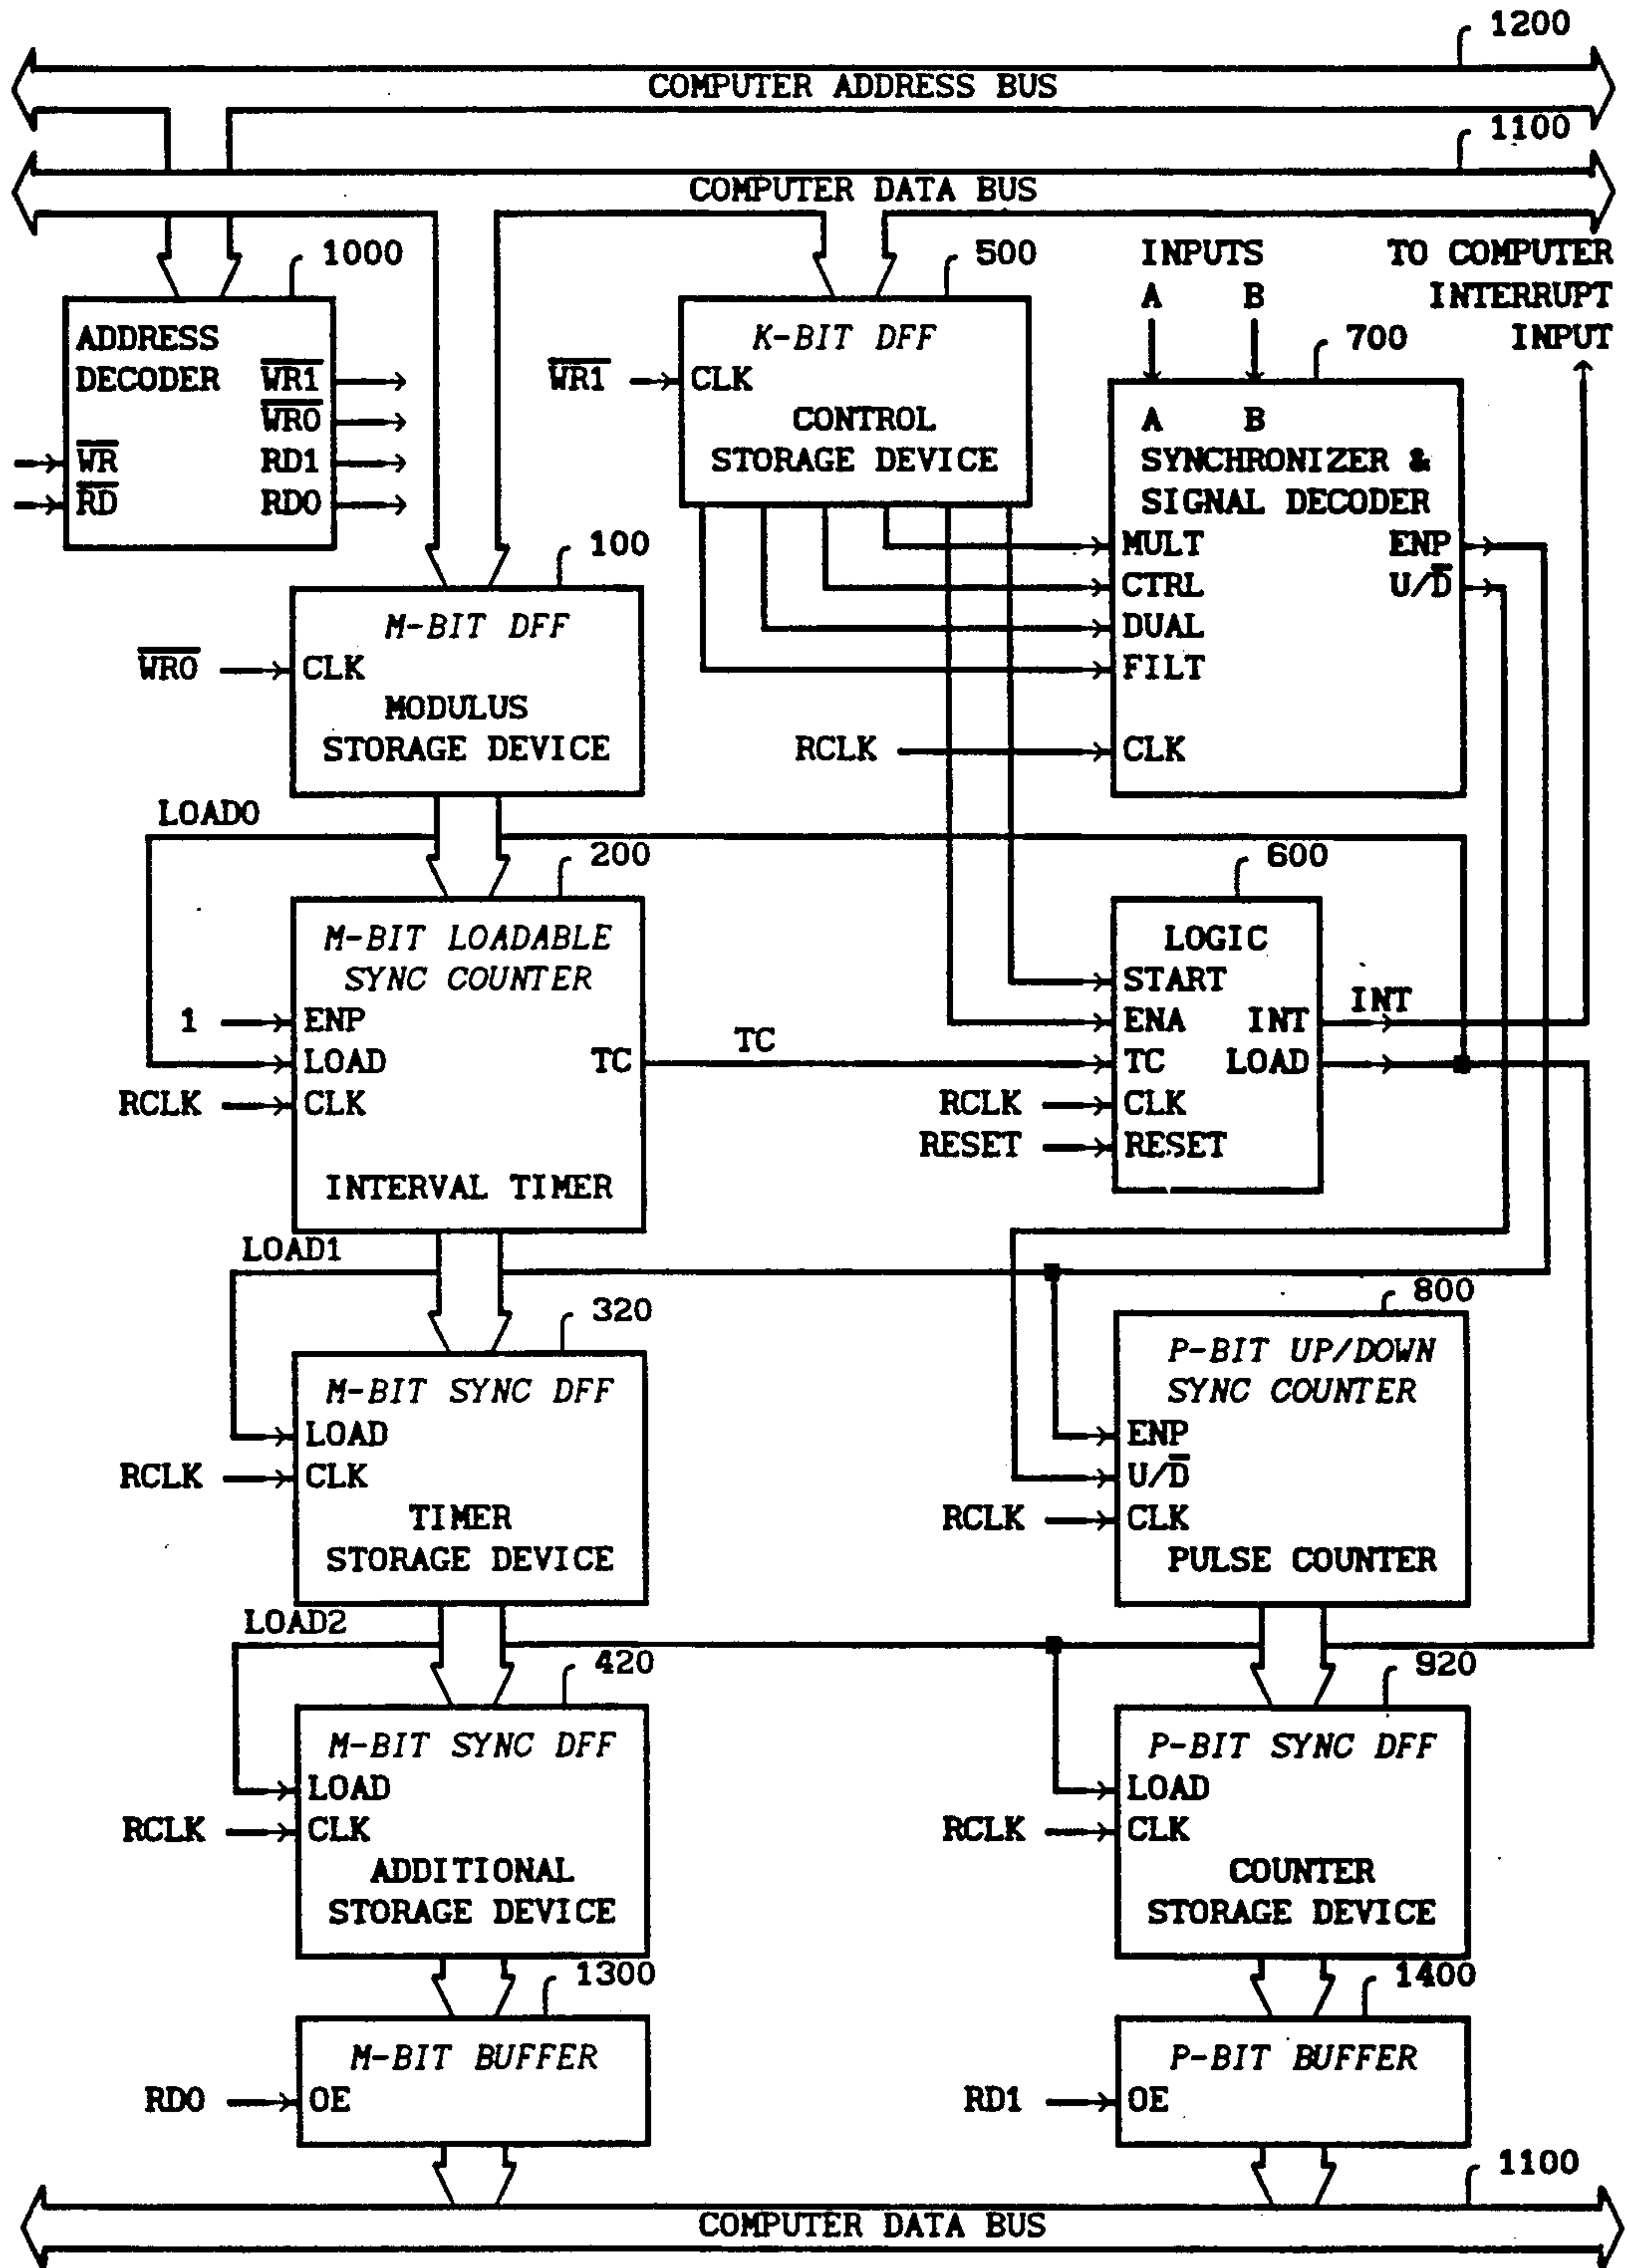 1200
COMPUTER ADDRESS BUS
1100
COMPUTER DATA BUS
1000
ADDRESS
DECODER
W̅R̅1̅
W̅R̅0̅
W̅R̅
RD1
R̅D̅
RD0
500
K-BIT DFF
W̅R̅1̅
CLK
CONTROL
STORAGE DEVICE
INPUTS
A B
TO COMPUTER
INTERRUPT
INPUT
700
A B
SYNCHRONIZER &
SIGNAL DECODER
MULT
ENP
CTRL
U/D̅
DUAL
FILT
RCLK
CLK
100
M-BIT DFF
W̅R̅0̅
CLK
MODULUS
STORAGE DEVICE
LOAD0
200
M-BIT LOADABLE
SYNC COUNTER
1
ENP
LOAD
TC
RCLK
CLK
INTERVAL TIMER
TC
600
LOGIC
START
ENA
INT
INT
TC
LOAD
RCLK
CLK
RESET
RESET
LOAD1
320
M-BIT SYNC DFF
LOAD
RCLK
CLK
TIMER
STORAGE DEVICE
800
P-BIT UP/DOWN
SYNC COUNTER
ENP
U/D̅
RCLK
CLK
PULSE COUNTER
LOAD2
420
M-BIT SYNC DFF
LOAD
RCLK
CLK
ADDITIONAL
STORAGE DEVICE
920
P-BIT SYNC DFF
LOAD
RCLK
CLK
COUNTER
STORAGE DEVICE
1300
M-BIT BUFFER
RD0
OE
1400
P-BIT BUFFER
RD1
OE
1100
COMPUTER DATA BUS